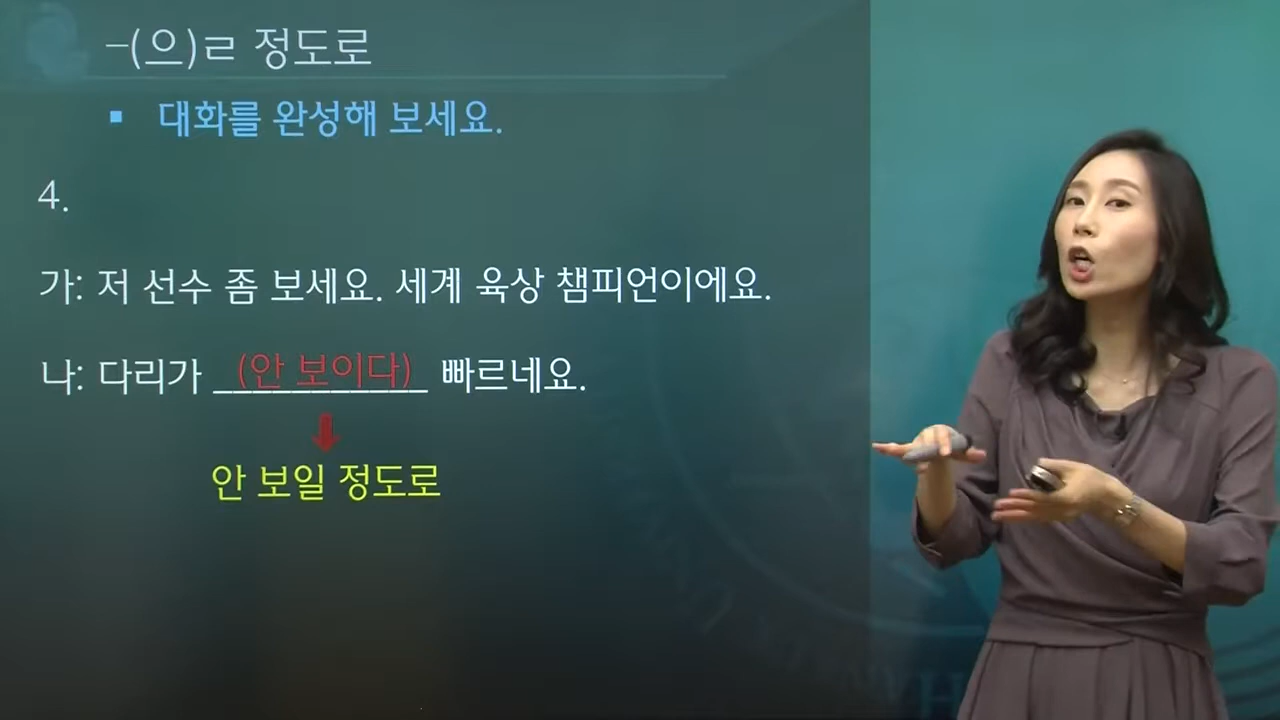 -(으)ㄹ 정도로
▪ 대화를 완성해 보세요.
4.
가: 저 선수 좀 보세요. 세계 육상 챔피언이에요.
나: 다리가 (안 보이다) 빠르네요.
안 보일 정도로